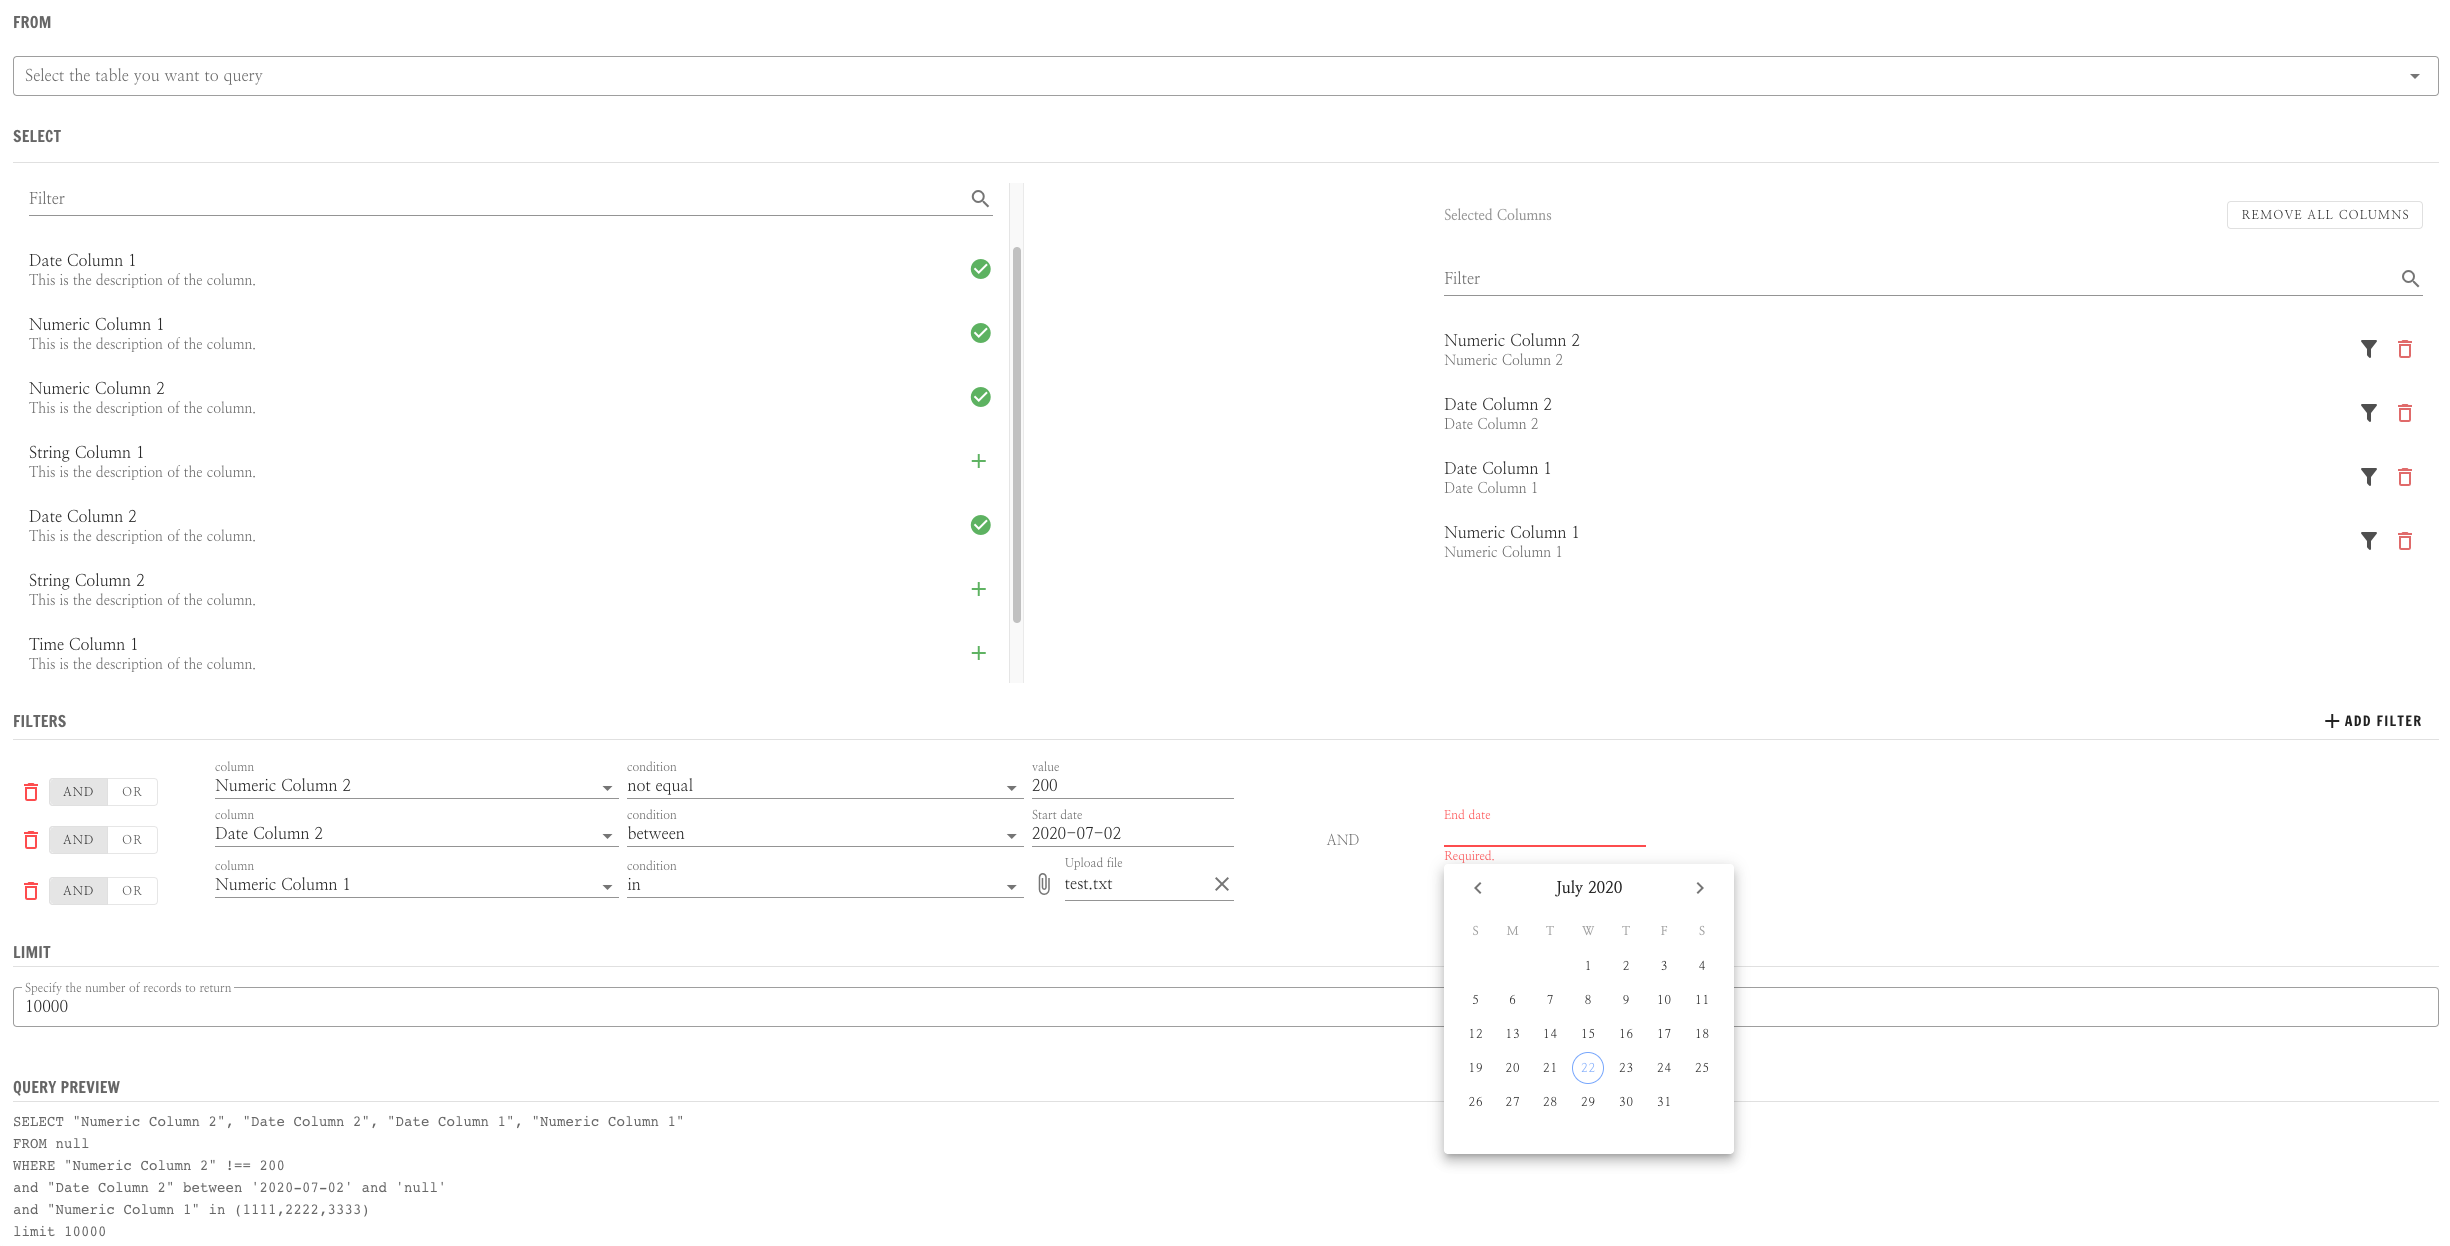 FROM
Select the table you want to query
SELECT
Filter
Date Column 1
This is the description of the column.
Numeric Column 1
This is the description of the column.
Numeric Column 2
This is the description of the column.
String Column 1
This is the description of the column.
Date Column 2
This is the description of the column.
String Column 2
This is the description of the column.
Time Column 1
This is the description of the column.
Selected Columns
REMOVE ALL COLUMNS
Filter
Numeric Column 2
Numeric Column 2
Date Column 2
Date Column 2
Date Column 1
Date Column 1
Numeric Column 1
Numeric Column 1
FILTERS
ADD FILTER
column condition value
AND OR Numeric Column 2 not equal 200
column condition Start date End date
AND OR Date Column 2 between 2020-07-02 AND
Required.
column condition Upload file
AND OR Numeric Column 1 in test.txt
July 2020
S M T W T F S
1 2 3 4
5 6 7 8 9 10 11
12 13 14 15 16 17 18
19 20 21 22 23 24 25
26 27 28 29 30 31
LIMIT
Specify the number of records to return
10000
QUERY PREVIEW
SELECT "Numeric Column 2", "Date Column 2", "Date Column 1", "Numeric Column 1"
FROM null
WHERE "Numeric Column 2" !== 200
and "Date Column 2" between '2020-07-02' and 'null'
and "Numeric Column 1" in (1111,2222,3333)
limit 10000